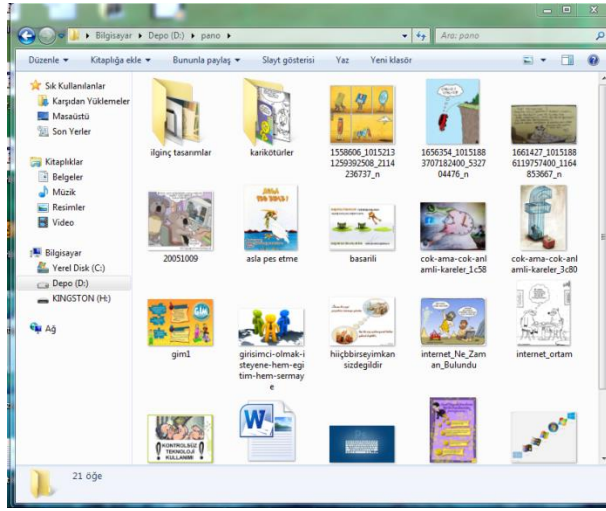 Bilgisayar ▸ Depo (D:) ▸ pano ▸
Ara: pano
Düzenle ▾ Kitaplığa ekle ▾ Bununla paylaş ▾ Slayt gösterisi Yaz Yeni klasör
Sık Kullanılanlar
Karşıdan Yüklemeler
Masaüstü
Son Yerler
Kitaplıklar
Belgeler
Müzik
Resimler
Video
Bilgisayar
Yerel Disk (C:)
Depo (D:)
KINGSTON (H:)
Ağ
ilginç tasarımlar
karikötürler
1558606_1015213
1259392508_2114
236737_n
1656354_1015188
3707182400_5327
04476_n
1661427_1015188
6119757400_1164
853667_n
20051009
asla pes etme
basarili
cok-ama-cok-anl
amli-kareler_1c58
cok-ama-cok-anl
amli-kareler_3c80
gim1
girisimci-olmak-i
steyene-hem-egi
tim-hem-sermay
e
hiiçbbirseyimkan
sizdegildir
internet_Ne_Zam
an_Bulundu
internet_ortam
KONTROLSÜZ
TEKNOLOJİ
KULLANIMI
21 öğe